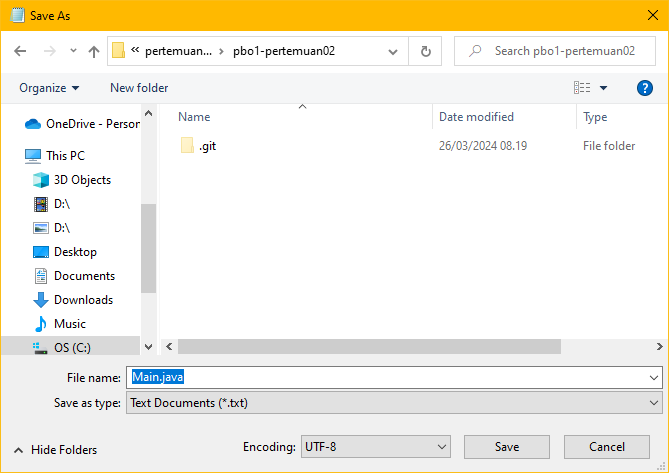 Save As
pertemuan... pbo1-pertemuan02 Search pbo1-pertemuan02
Organize New folder
Name Date modified Type
.git 26/03/2024 08.19 File folder
OneDrive - Person
This PC
3D Objects
D:\
D:\
Desktop
Documents
Downloads
Music
OS (C:)
File name: Main.java
Save as type: Text Documents (*.txt)
Hide Folders Encoding: UTF-8 Save Cancel